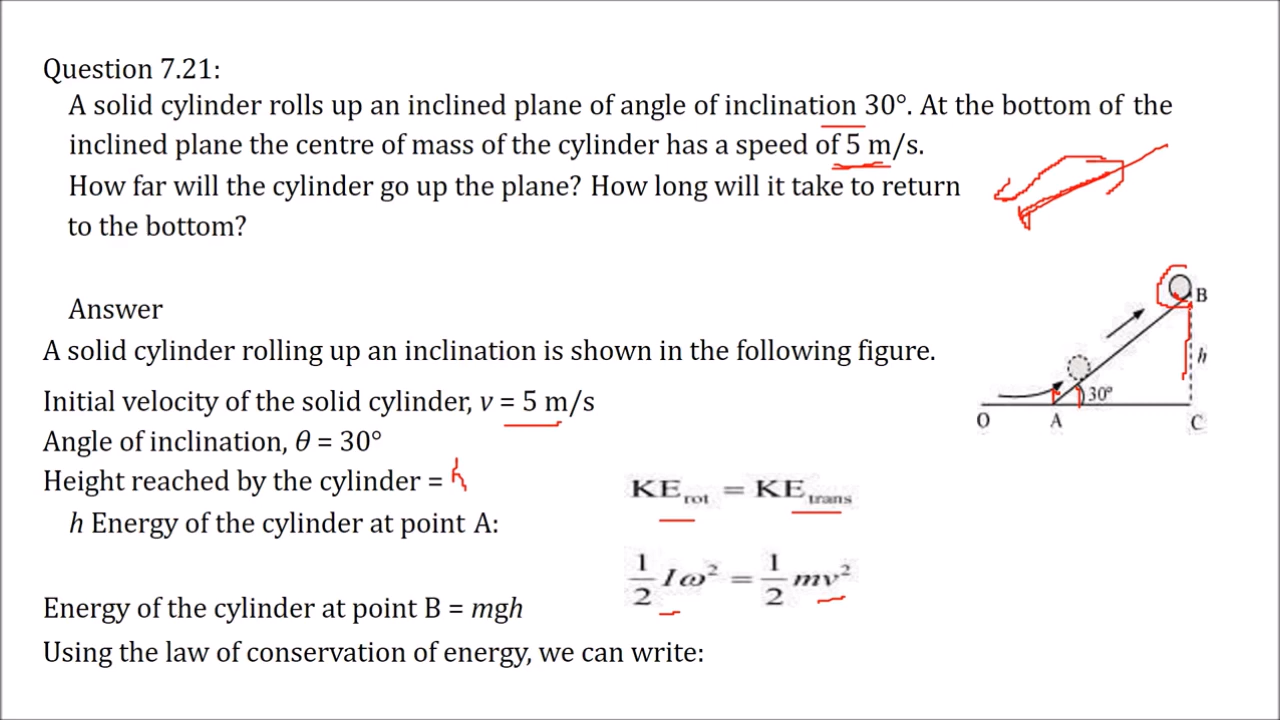 Question 7.21:
A solid cylinder rolls up an inclined plane of angle of inclination 30°. At the bottom of the
inclined plane the centre of mass of the cylinder has a speed of 5 m/s.
How far will the cylinder go up the plane? How long will it take to return
to the bottom?
Answer
A solid cylinder rolling up an inclination is shown in the following figure.
B
h
30°
O A C
Initial velocity of the solid cylinder, v = 5 m/s
Angle of inclination, θ = 30°
Height reached by the cylinder = h
KE_rot = KE_trans
h Energy of the cylinder at point A:
1/2 Iω² = 1/2 mv²
Energy of the cylinder at point B = mgh
Using the law of conservation of energy, we can write: